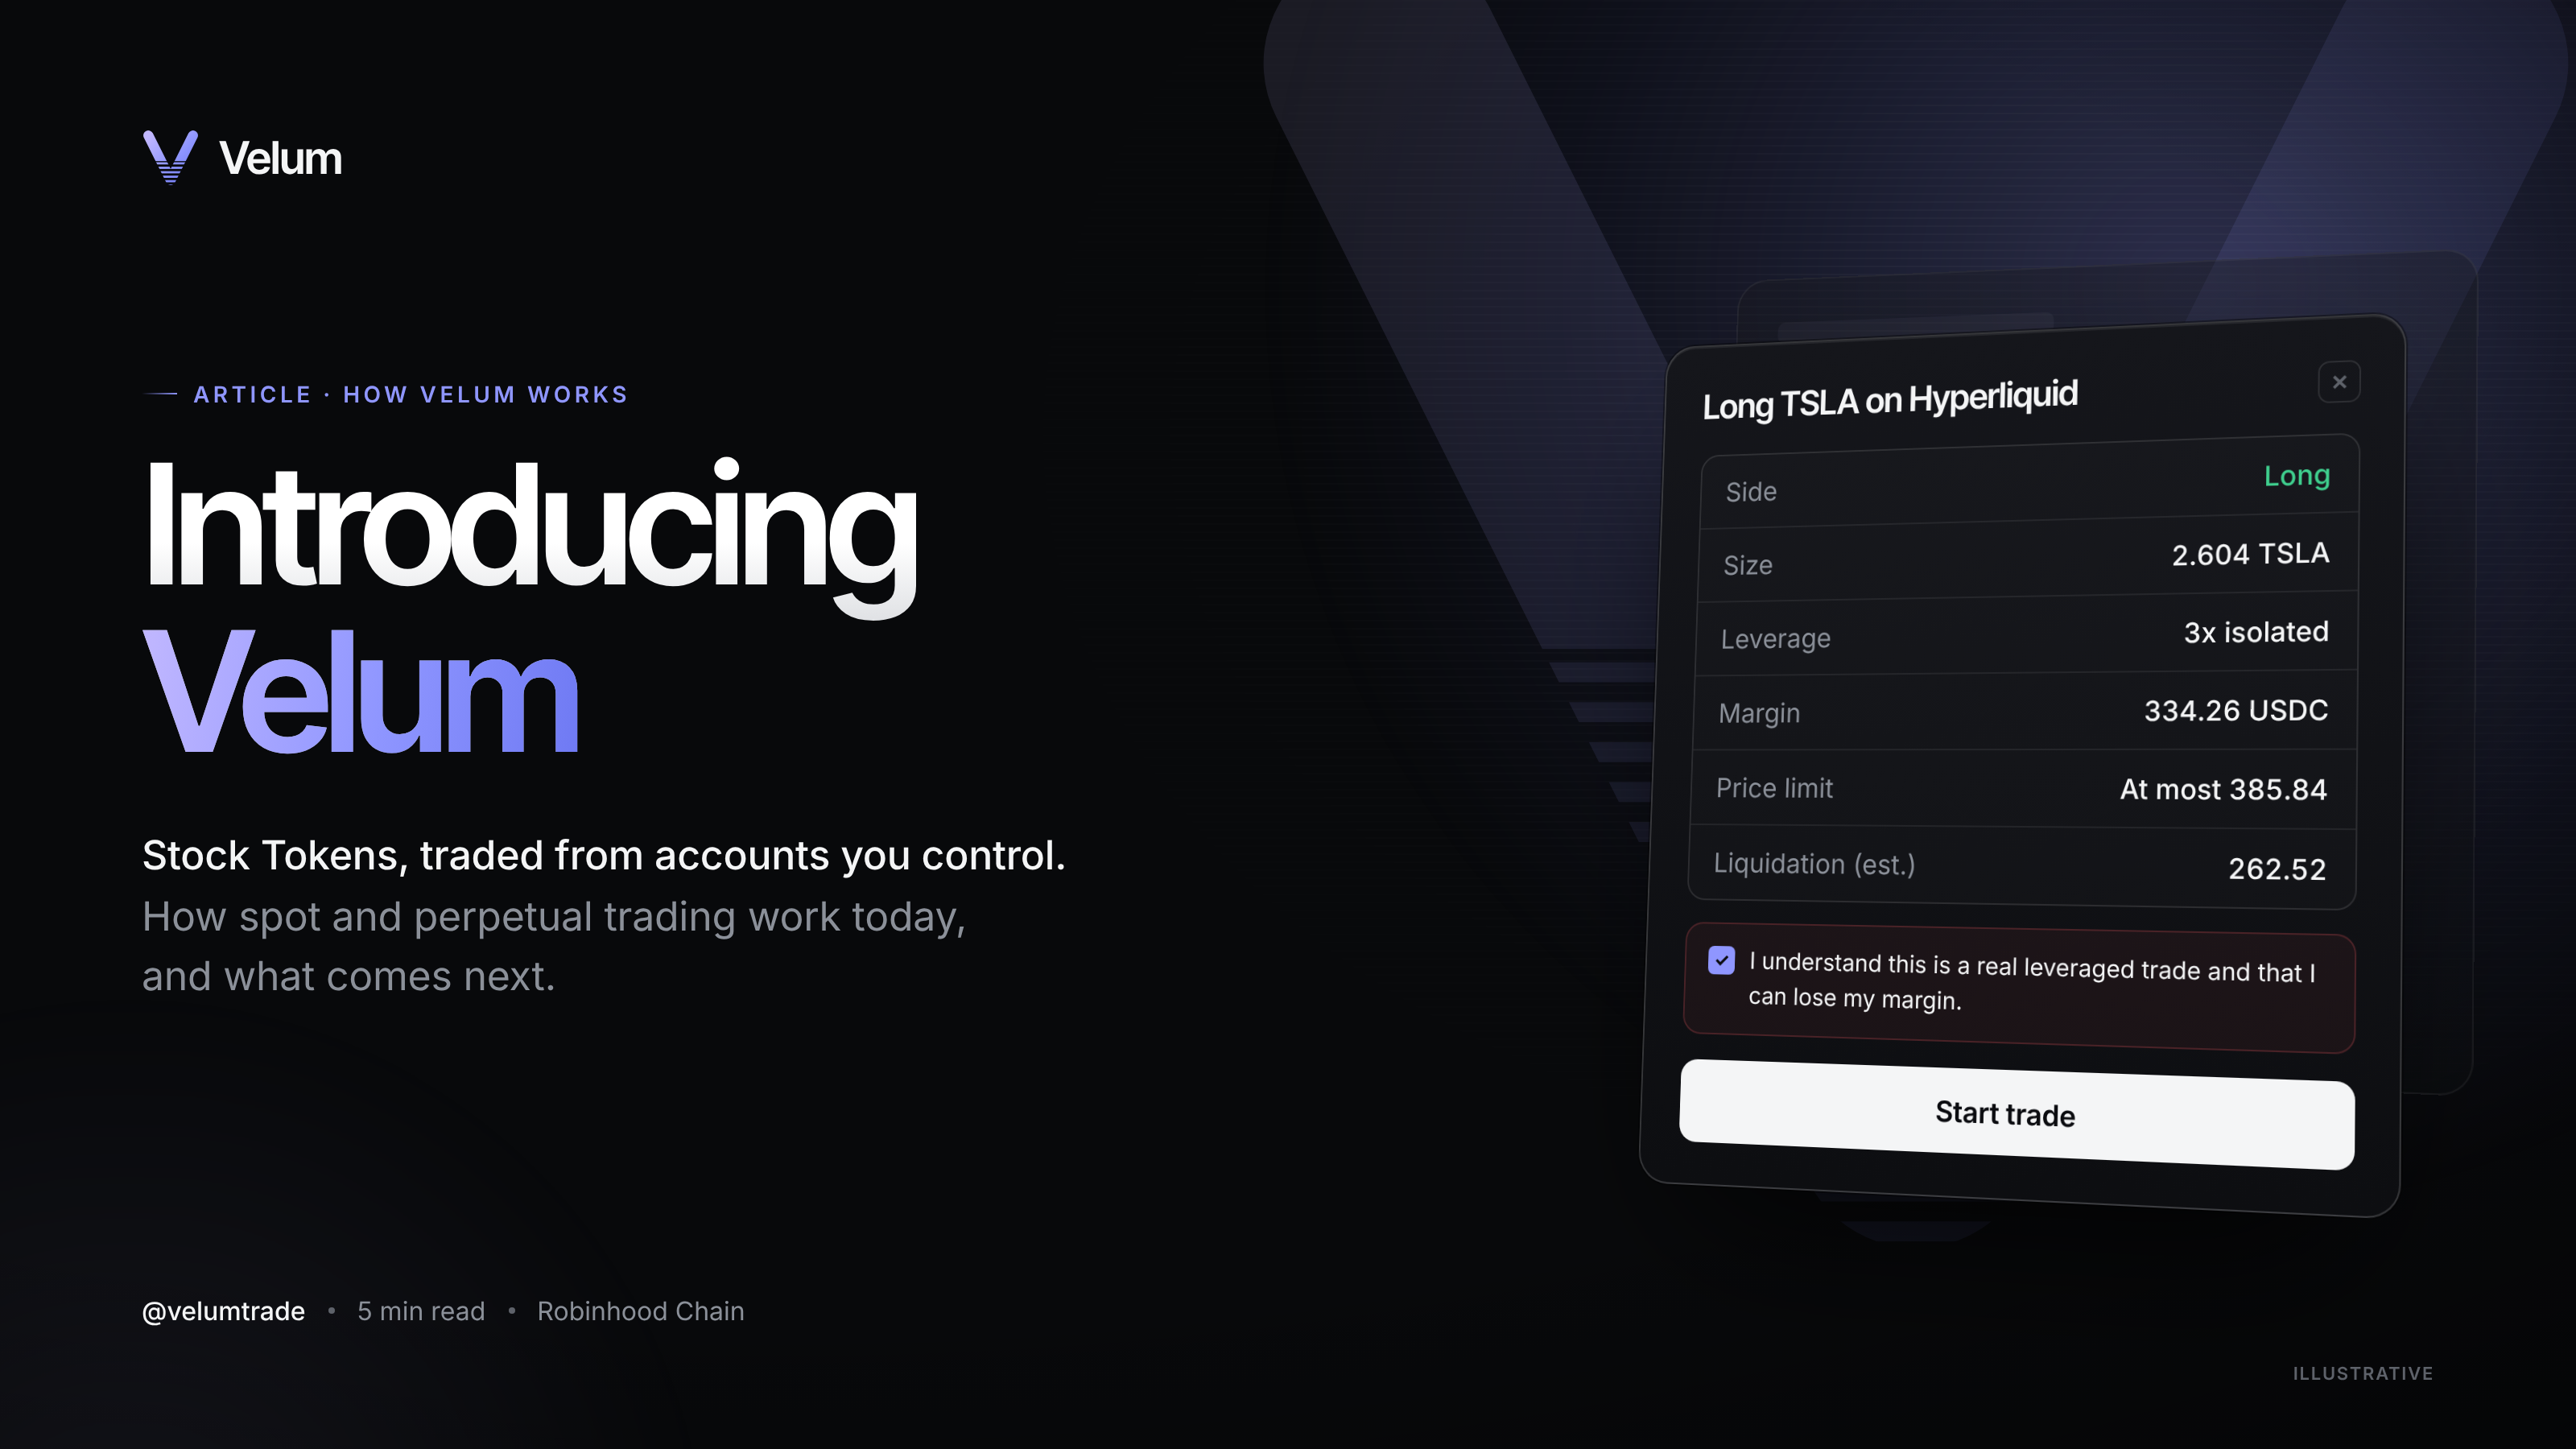 Velum
ARTICLE · HOW VELUM WORKS
Introducing
Velum
Stock Tokens, traded from accounts you control.
How spot and perpetual trading work today,
and what comes next.
@velumtrade • 5 min read • Robinhood Chain
Long TSLA on Hyperliquid
Side Long
Size 2.604 TSLA
Leverage 3x isolated
Margin 334.26 USDC
Price limit At most 385.84
Liquidation (est.) 262.52
I understand this is a real leveraged trade and that I
can lose my margin.
Start trade
ILLUSTRATIVE